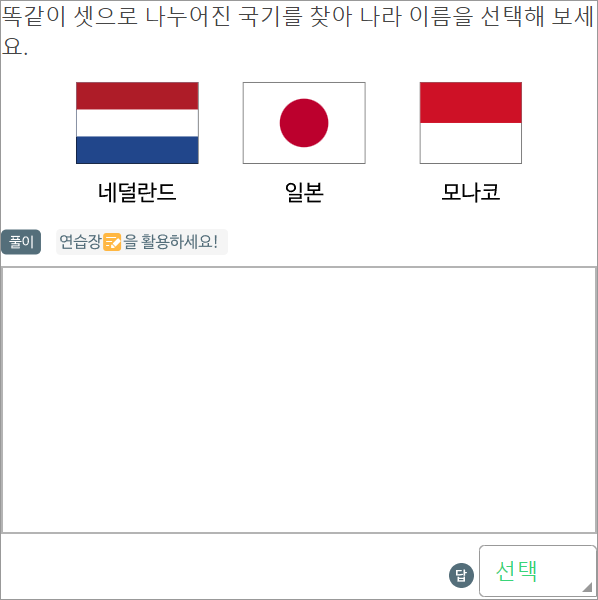 똑같이 셋으로 나누어진 국기를 찾아 나라 이름을 선택해 보세
요.
네덜란드 일본 모나코
풀이 연습장을 활용하세요!
답 선택